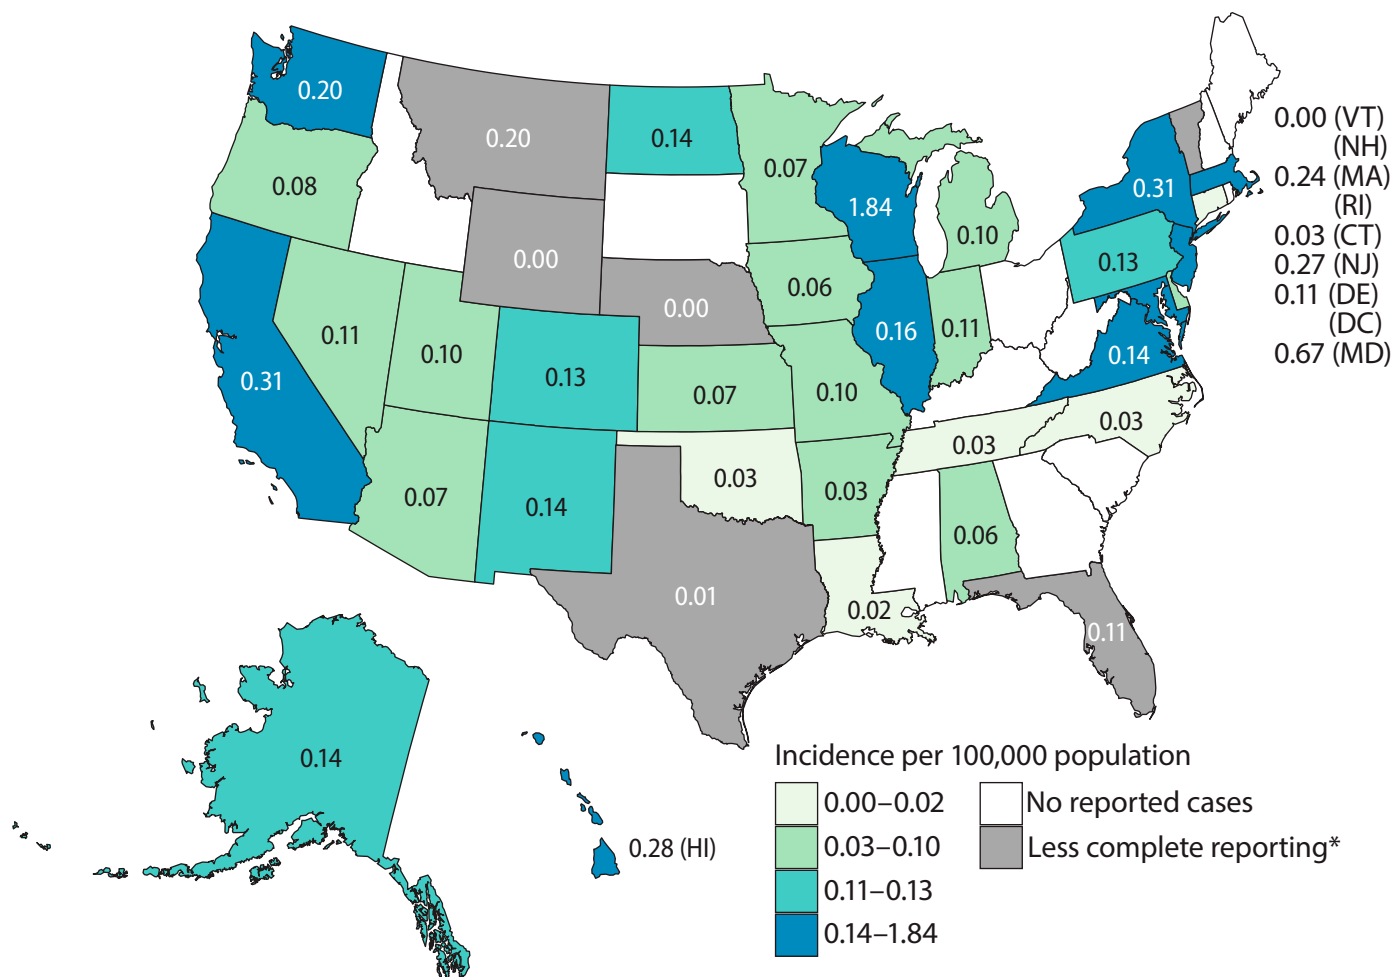 0.20
0.20
0.14
0.07
0.08
1.84
0.10
0.31
0.00 (VT)
(NH)
0.24 (MA)
(RI)
0.03 (CT)
0.27 (NJ)
0.11 (DE)
(DC)
0.67 (MD)
0.00
0.00
0.06
0.13
0.11
0.10
0.13
0.16
0.11
0.14
0.31
0.07
0.10
0.03
0.03
0.07
0.14
0.03
0.03
0.06
0.01
0.02
0.11
0.14
0.28 (HI)
Incidence per 100,000 population
0.00–0.02
No reported cases
0.03–0.10
Less complete reporting*
0.11–0.13
0.14–1.84